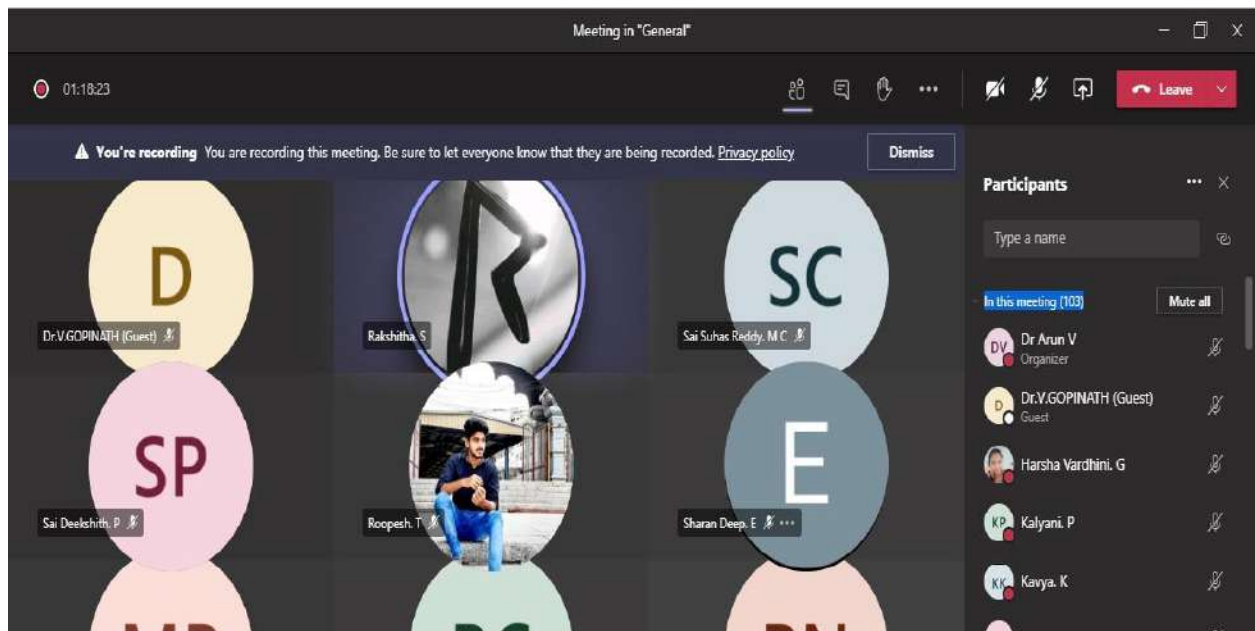 Meeting in "General"
01:18:23
Leave
You're recording You are recording this meeting. Be sure to let everyone know that they are being recorded. Privacy policy
Dismiss
D
Dr.V.GOPINATH (Guest)
R
Rakshitha. S
SC
Sai Suhas Reddy. M C
SP
Sai Deekshith. P
Roopesh. T
E
Sharan Deep. E
Participants
Type a name
In this meeting (103)
Mute all
DV
Dr Arun V
Organizer
D
Dr.V.GOPINATH (Guest)
Guest
Harsha Vardhini. G
KP
Kalyani. P
KK
Kavya. K